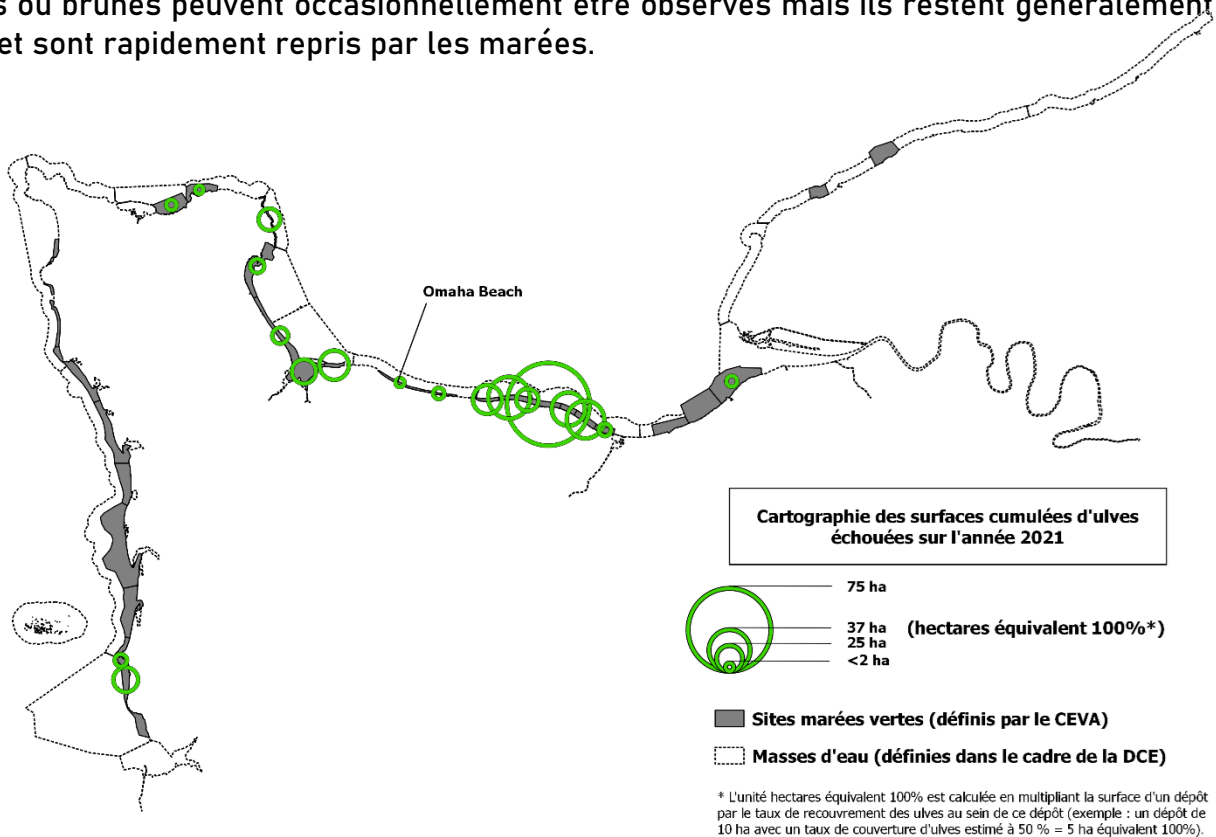 s ou brunes peuvent occasionnellement être observés mais ils restent généralement
et sont rapidement repris par les marées.
Omaha Beach
Cartographie des surfaces cumulées d'ulves
échouées sur l'année 2021
75 ha
37 ha (hectares équivalent 100%*)
25 ha
<2 ha
Sites marées vertes (définis par le CEVA)
Masses d'eau (définies dans le cadre de la DCE)
* L'unité hectares équivalent 100% est calculée en multipliant la surface d'un dépôt
par le taux de recouvrement des ulves au sein de ce dépôt (exemple : un dépôt de
10 ha avec un taux de couverture d'ulves estimé à 50 % = 5 ha équivalent 100%).